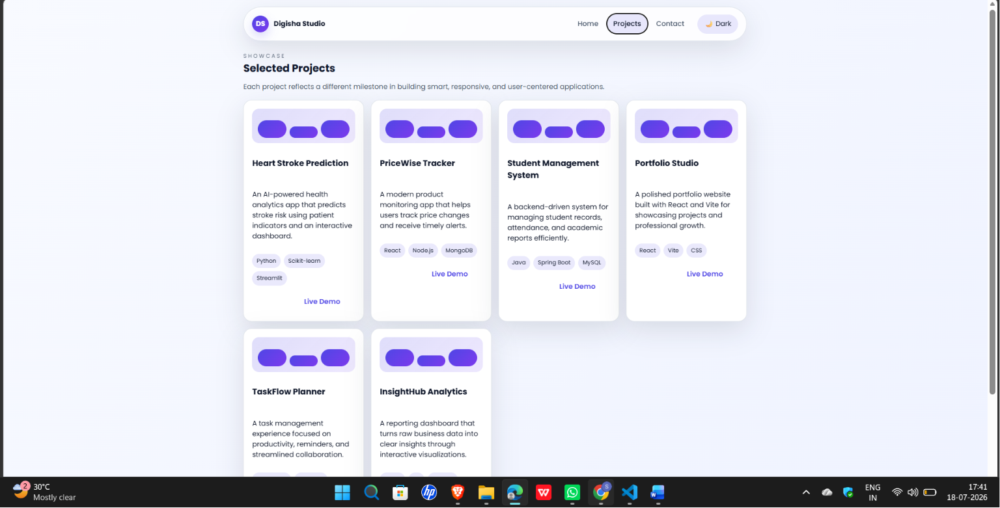 DS Digisha Studio Home Projects Contact 🌙 Dark
SHOWCASE
Selected Projects
Each project reflects a different milestone in building smart, responsive, and user-centered applications.
Heart Stroke Prediction
An AI-powered health
analytics app that predicts
stroke risk using patient
indicators and an interactive
dashboard.
Python Scikit-learn
Streamlit
Live Demo
PriceWise Tracker
A modern product
monitoring app that helps
users track price changes
and receive timely alerts.
React Node.js MongoDB
Live Demo
Student Management
System
A backend-driven system for
managing student records,
attendance, and academic
reports efficiently.
Java Spring Boot MySQL
Live Demo
Portfolio Studio
A polished portfolio website
built with React and Vite for
showcasing projects and
professional growth.
React Vite CSS
Live Demo
TaskFlow Planner
A task management
experience focused on
productivity, reminders, and
streamlined collaboration.
InsightHub Analytics
A reporting dashboard that
turns raw business data into
clear insights through
interactive visualizations.
2
30°C
Mostly clear
hp
W
S
W
ENG
IN
17:41
18-07-2026